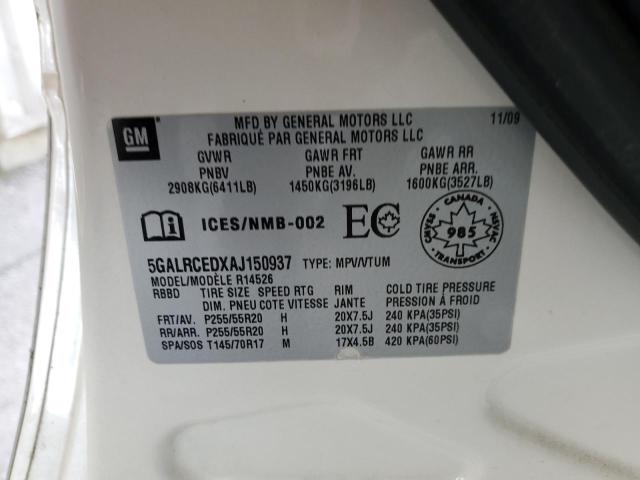 GM
MFD BY GENERAL MOTORS LLC 11/09
FABRIQUÉ PAR GENERAL MOTORS LLC
GVWR GAWR FRT GAWR RR
PNBV PNBE AV. PNBE ARR.
2908KG(6411LB) 1450KG(3196LB) 1600KG(3527LB)
ICES/NMB-002 EC
CANADA
CMVSS 985 NSVAC
TRANSPORT
5GALRCEDXAJ150937 TYPE: MPV/VTUM
MODEL/MODÈLE R14526
RBBD TIRE SIZE SPEED RTG RIM COLD TIRE PRESSURE
DIM. PNEU COTE VITESSE JANTE PRESSION À FROID
FRT/AV. P255/55R20 H 20X7.5J 240 KPA(35PSI)
RR/ARR. P255/55R20 H 20X7.5J 240 KPA(35PSI)
SPA/SOS T145/70R17 M 17X4.5B 420 KPA(60PSI)